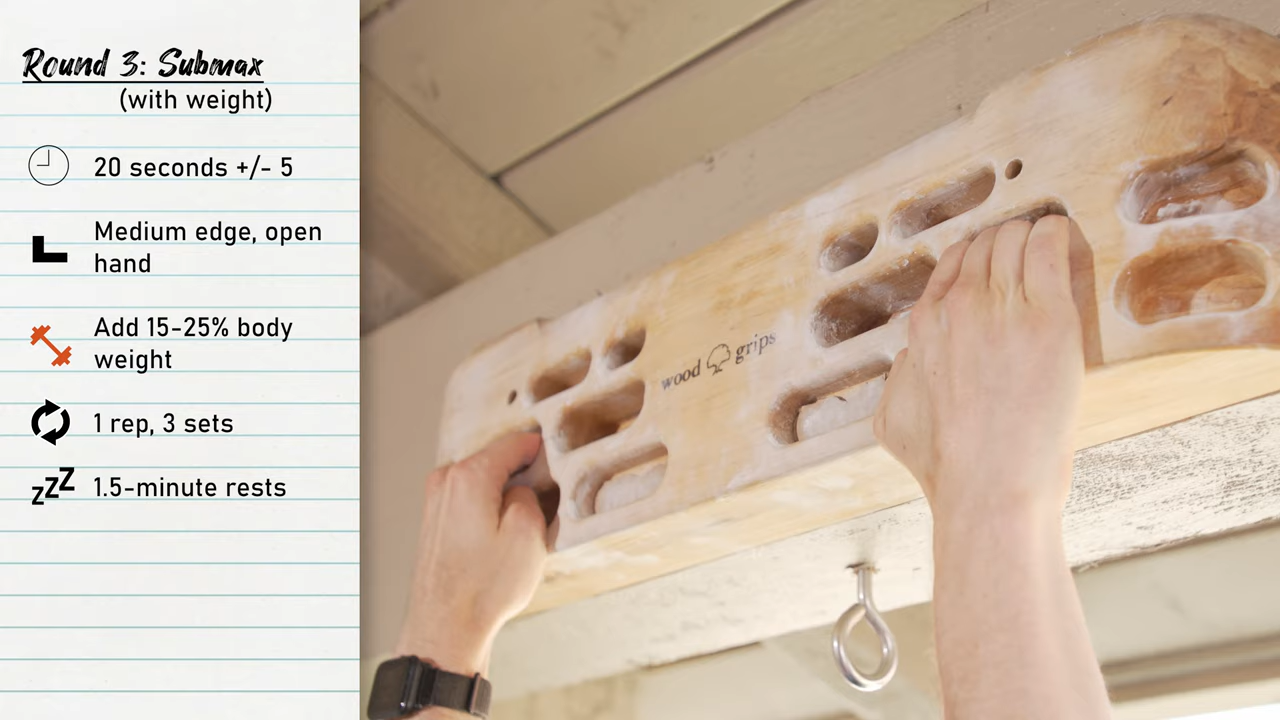 Round 3: Submax
(with weight)
20 seconds +/- 5
Medium edge, open
hand
Add 15-25% body
weight
1 rep, 3 sets
zzZ 1.5-minute rests
wood grips